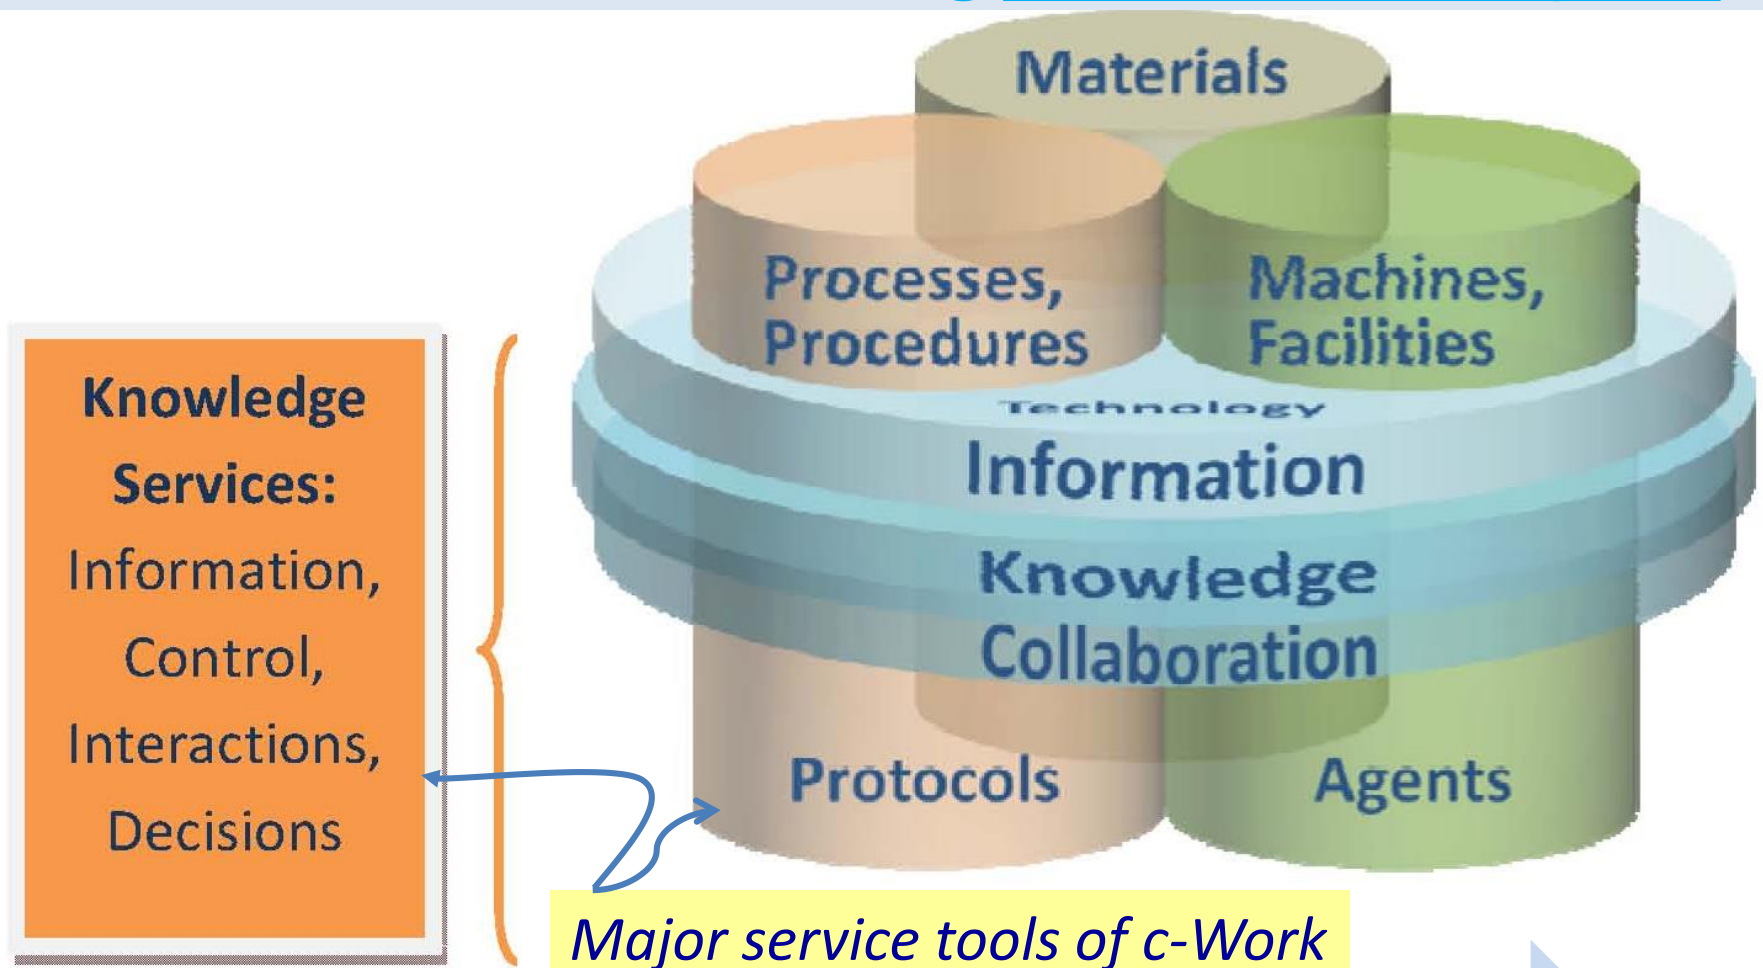 Materials
Processes,
Procedures
Machines,
Facilities
Technology
Information
Knowledge
Collaboration
Protocols
Agents
Knowledge
Services:
Information,
Control,
Interactions,
Decisions
Major service tools of c-Work